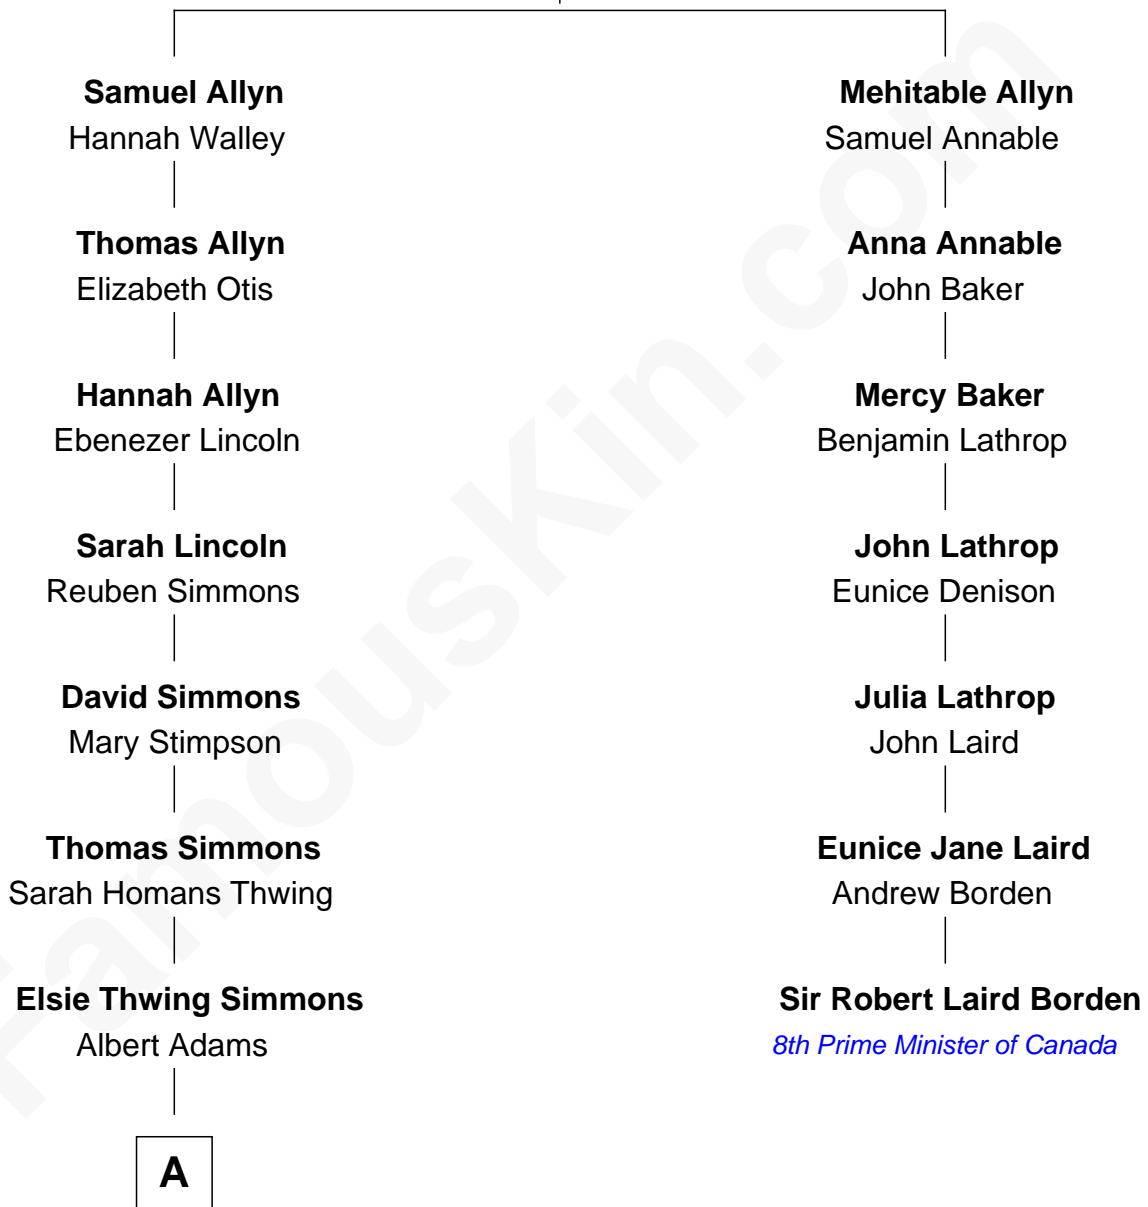 Samuel Allyn
Hannah Walley
Mehitable Allyn
Samuel Annable
Thomas Allyn
Elizabeth Otis
Anna Annable
John Baker
Hannah Allyn
Ebenezer Lincoln
Mercy Baker
Benjamin Lathrop
Sarah Lincoln
Reuben Simmons
John Lathrop
Eunice Denison
David Simmons
Mary Stimpson
Julia Lathrop
John Laird
Thomas Simmons
Sarah Homans Thwing
Eunice Jane Laird
Andrew Borden
Elsie Thwing Simmons
Albert Adams
Sir Robert Laird Borden
8th Prime Minister of Canada
A
FamousKin.com